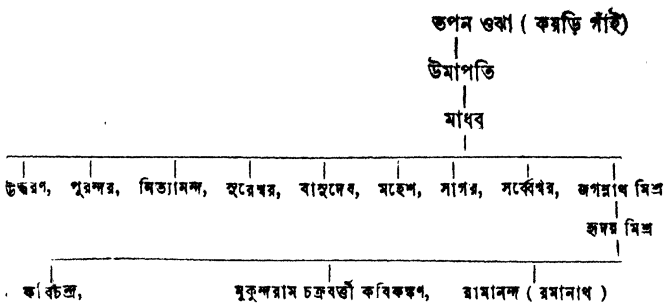 তপন ওঝা ( কয়ড়ি গাঁই)
উমাপতি
মাধব
উদ্ধরণ, পুরন্দর, নিত্যানন্দ, সুরেশ্বর, বাসুদেব, মহেশ, সাগর, সর্ব্বেশ্বর, জগন্নাথ মিশ্র
হৃদয় মিশ্র
কবিচন্দ্র, মুকুন্দরাম চক্রবর্ত্তী কবিকঙ্কণ, রামানন্দ ( রমানাথ )